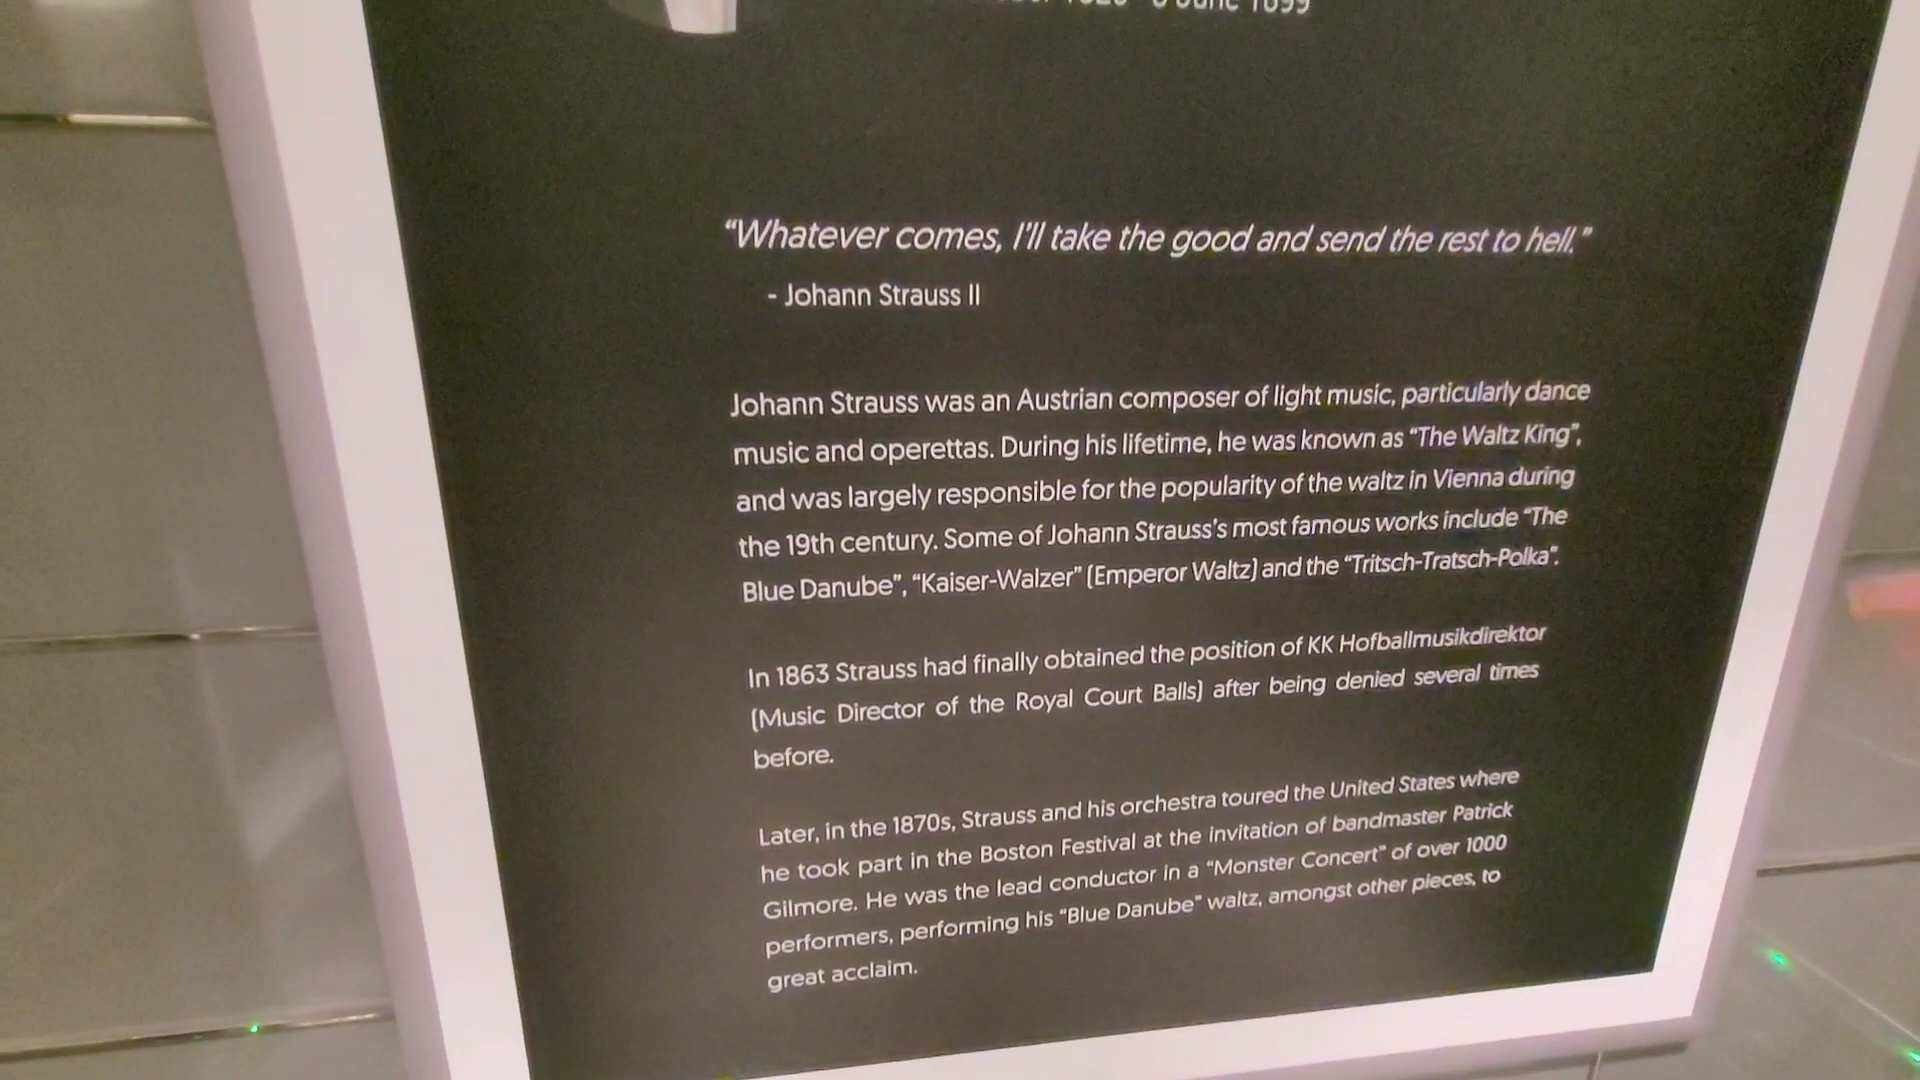 June 1899
“Whatever comes, I’ll take the good and send the rest to hell.”
- Johann Strauss II
Johann Strauss was an Austrian composer of light music, particularly dance
music and operettas. During his lifetime, he was known as “The Waltz King”,
and was largely responsible for the popularity of the waltz in Vienna during
the 19th century. Some of Johann Strauss’s most famous works include “The
Blue Danube”, “Kaiser-Walzer” (Emperor Waltz) and the “Tritsch-Tratsch-Polka”.
In 1863 Strauss had finally obtained the position of KK Hofballmusikdirektor
(Music Director of the Royal Court Balls) after being denied several times
before.
Later, in the 1870s, Strauss and his orchestra toured the United States where
he took part in the Boston Festival at the invitation of bandmaster Patrick
Gilmore. He was the lead conductor in a “Monster Concert” of over 1000
performers, performing his “Blue Danube” waltz, amongst other pieces, to
great acclaim.